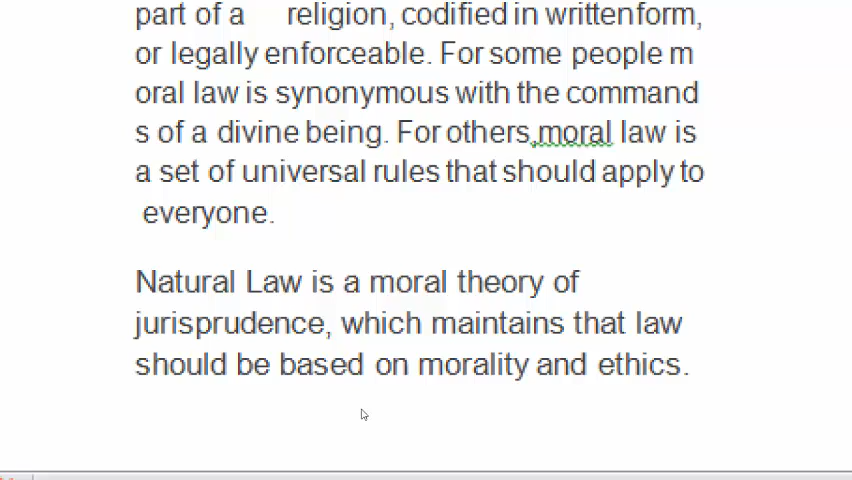 part of a religion, codified in writtenform,
or legally enforceable. For some people m
oral law is synonymous with the command
s of a divine being. For others,moral law is
a set of universal rules that should apply to
everyone.
Natural Law is a moral theory of
jurisprudence, which maintains that law
should be based on morality and ethics.